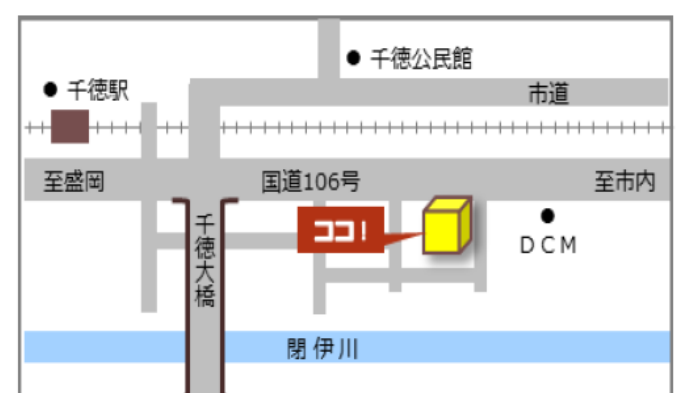 千徳公民館
千徳駅
市道
至盛岡
国道106号
至市内
ココ!
千徳大橋
DCM
閉伊川